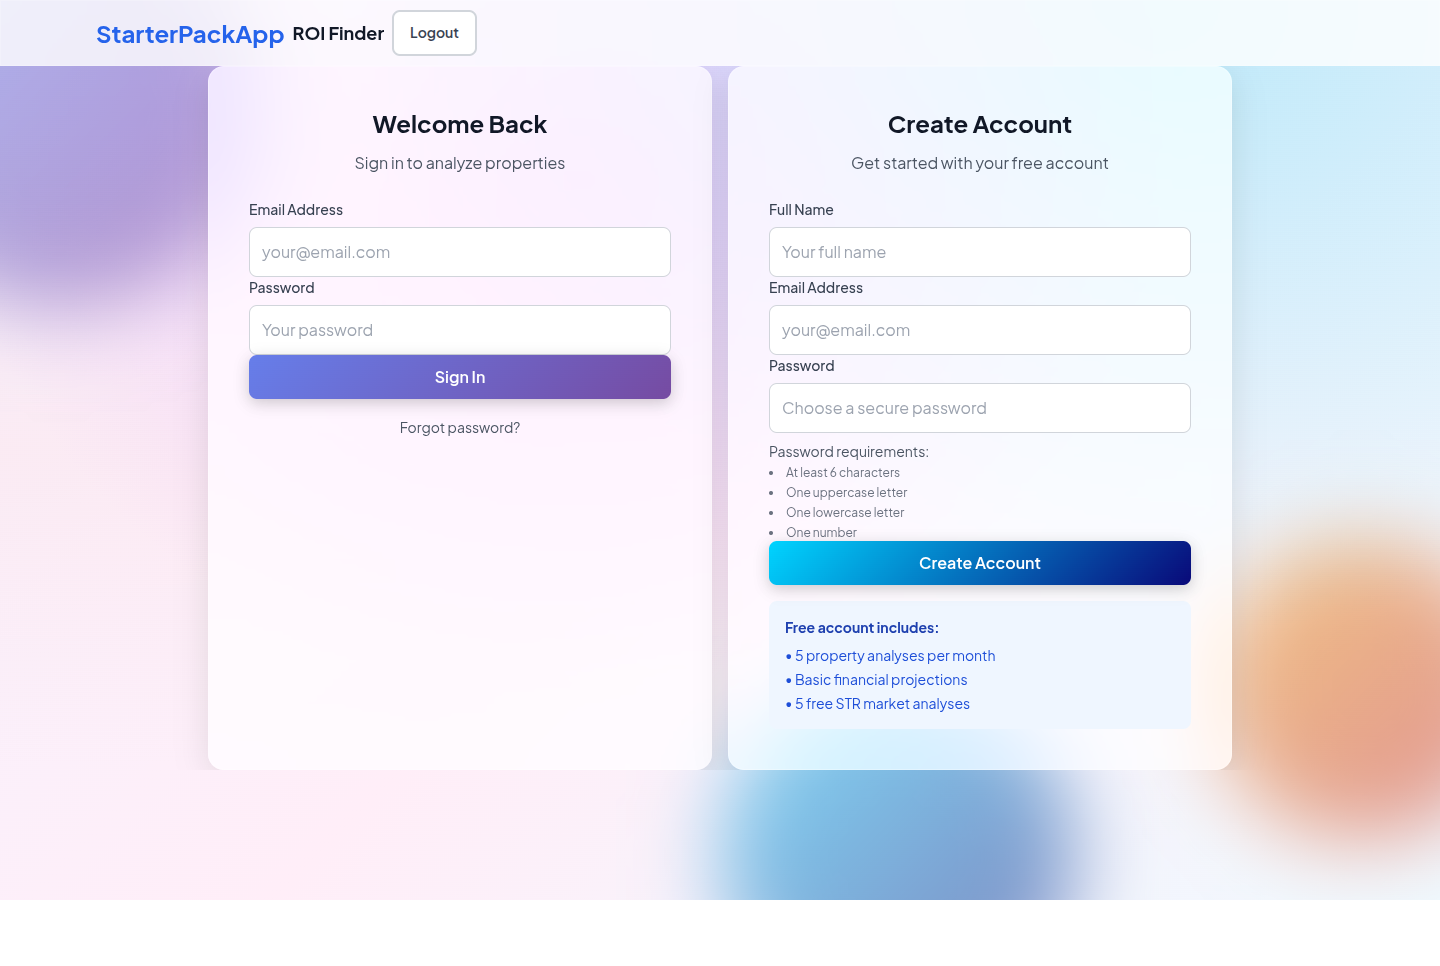 StarterPackApp ROI Finder Logout
Welcome Back
Sign in to analyze properties
Email Address
your@email.com
Password
Your password
Sign In
Forgot password?
Create Account
Get started with your free account
Full Name
Your full name
Email Address
your@email.com
Password
Choose a secure password
Password requirements:
• At least 6 characters
• One uppercase letter
• One lowercase letter
• One number
Create Account
Free account includes:
• 5 property analyses per month
• Basic financial projections
• 5 free STR market analyses